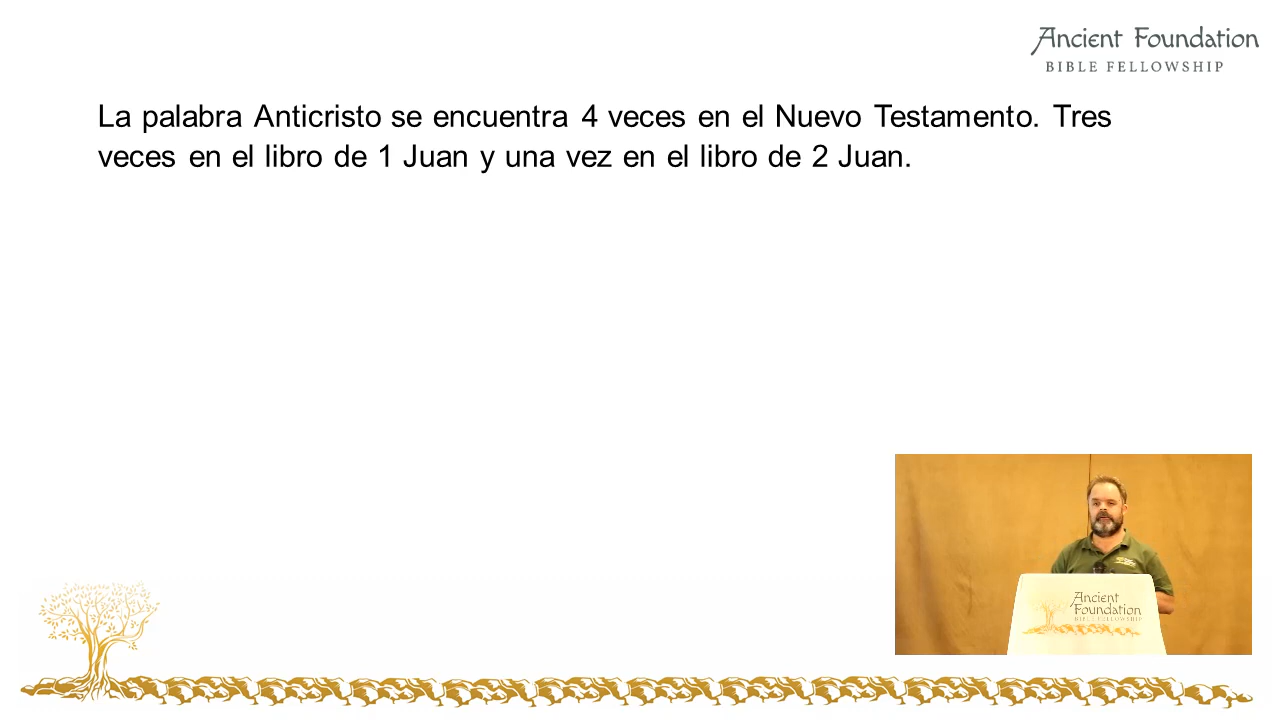 Ancient Foundation
BIBLE FELLOWSHIP
La palabra Anticristo se encuentra 4 veces en el Nuevo Testamento. Tres
veces en el libro de 1 Juan y una vez en el libro de 2 Juan.
Ancient
Foundation
BIBLE FELLOWSHIP